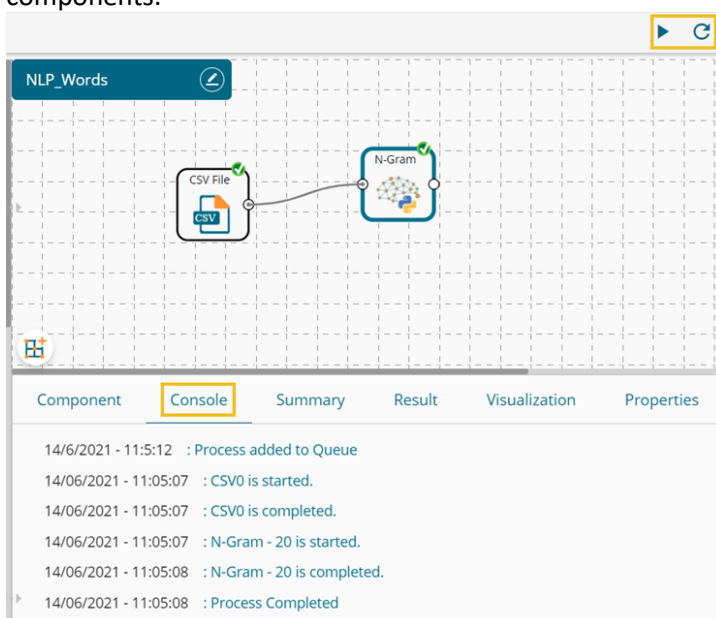 components.
NLP_Words
CSV File
CSV
N-Gram
Component Console Summary Result Visualization Properties
14/6/2021 - 11:5:12 : Process added to Queue
14/06/2021 - 11:05:07 : CSV0 is started.
14/06/2021 - 11:05:07 : CSV0 is completed.
14/06/2021 - 11:05:07 : N-Gram - 20 is started.
14/06/2021 - 11:05:08 : N-Gram - 20 is completed.
14/06/2021 - 11:05:08 : Process Completed